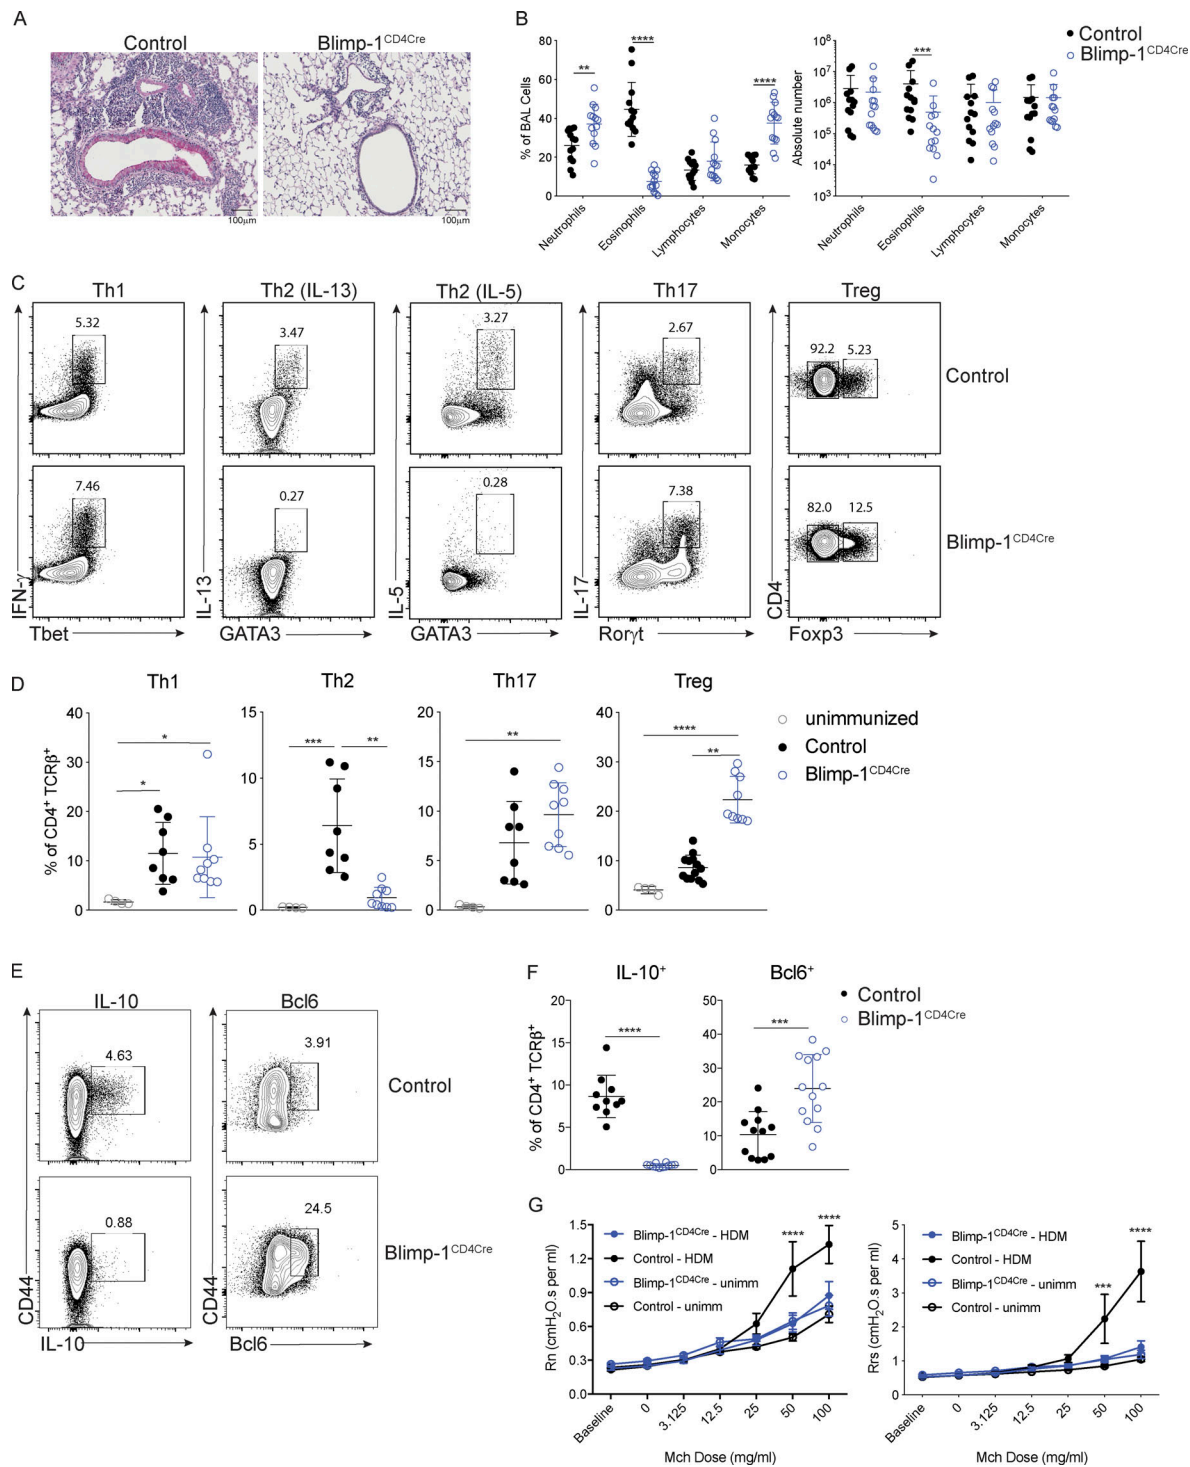 A
Control
Blimp-1CD4Cre
100μm
100μm
B
Control
Blimp-1CD4Cre
% of BAL Cells
80
60
40
20
0
**
****
****
Neutrophils
Eosinophils
Lymphocytes
Monocytes
Absolute number
10⁸
10⁷
10⁶
10⁵
10⁴
10³
***
Neutrophils
Eosinophils
Lymphocytes
Monocytes
C
Th1
Th2 (IL-13)
Th2 (IL-5)
Th17
Treg
5.32
3.47
3.27
2.67
92.2 5.23
Control
7.46
0.27
0.28
7.38
82.0 12.5
Blimp-1CD4Cre
IFN-γ
IL-13
IL-5
IL-17
CD4
Tbet
GATA3
GATA3
Rorγt
Foxp3
D
Th1
Th2
Th17
Treg
% of CD4⁺ TCRβ⁺
40
30
20
10
0
*
*
15
10
5
0
***
**
20
15
10
5
0
**
40
30
20
10
0
****
**
unimmunized
Control
Blimp-1CD4Cre
E
IL-10
Bcl6
4.63
3.91
Control
0.88
24.5
Blimp-1CD4Cre
CD44
CD44
IL-10
Bcl6
F
IL-10⁺
Bcl6⁺
Control
Blimp-1CD4Cre
% of CD4⁺ TCRβ⁺
20
15
10
5
0
****
50
40
30
20
10
0
***
G
Rn (cmH₂O.s per ml)
1.5
1.2
0.9
0.6
0.3
0.0
Blimp-1CD4Cre - HDM
Control - HDM
Blimp-1CD4Cre - unimm
Control - unimm
****
****
Baseline
0
3.125
12.5
25
50
100
Mch Dose (mg/ml)
Rrs (cmH₂O.s per ml)
5
4
3
2
1
0
Blimp-1CD4Cre - HDM
Control - HDM
Blimp-1CD4Cre - unimm
Control - unimm
***
****
Baseline
0
3.125
12.5
25
50
100
Mch Dose (mg/ml)